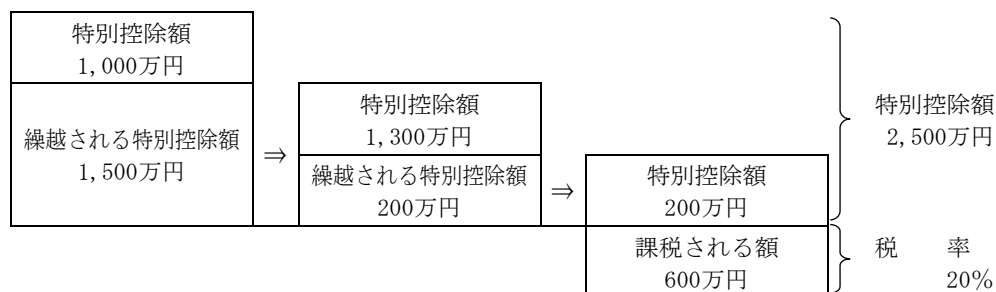 特別控除額
1,000万円
繰越される特別控除額
1,500万円
⇒
特別控除額
1,300万円
繰越される特別控除額
200万円
⇒
特別控除額
200万円
課税される額
600万円
特別控除額
2,500万円
税　率
20%